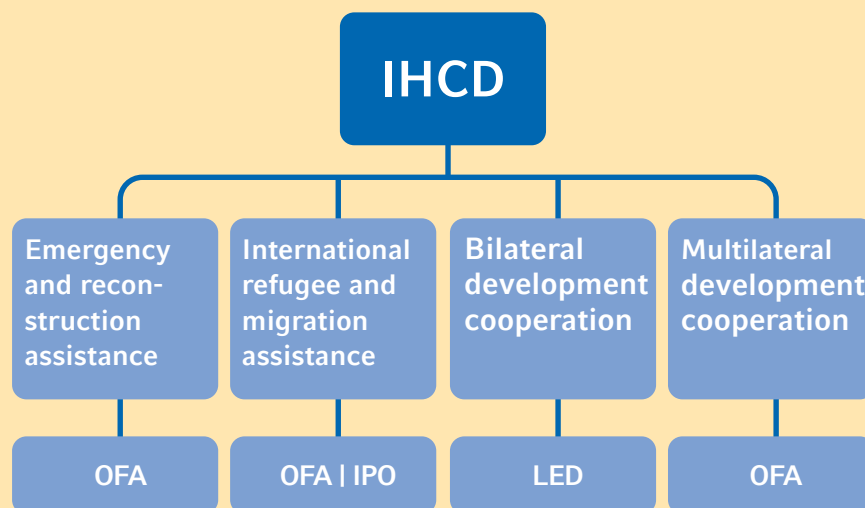 IHCD
Emergency
and recon-
struction
assistance
International
refugee and
migration
assistance
Bilateral
development
cooperation
Multilateral
development
cooperation
OFA
OFA | IPO
LED
OFA